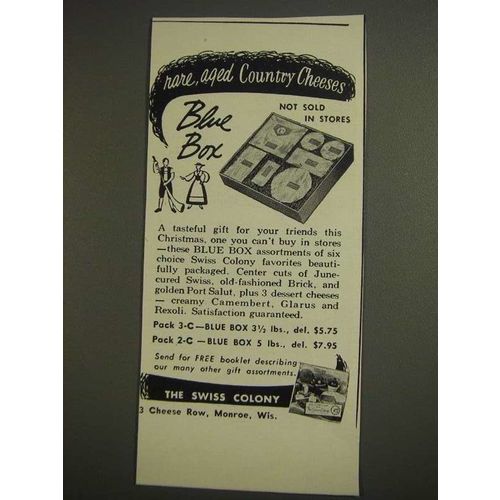 rare, aged Country Cheeses
NOT SOLD
IN STORES
Blue
Box
A tasteful gift for your friends this
Christmas, one you can't buy in stores
—these BLUE BOX assortments of six
choice Swiss Colony favorites beauti-
fully packaged. Center cuts of June-
cured Swiss, old-fashioned Brick, and
golden Port Salut, plus 3 dessert cheeses
— creamy Camembert, Glarus and
Rexoli. Satisfaction guaranteed.
Pack 3-C—BLUE BOX 3½ lbs., del. $5.75
Pack 2-C — BLUE BOX 5 lbs., del. $7.95
Send for FREE booklet describing
our many other gift assortments.
THE SWISS COLONY
3 Cheese Row, Monroe, Wis.